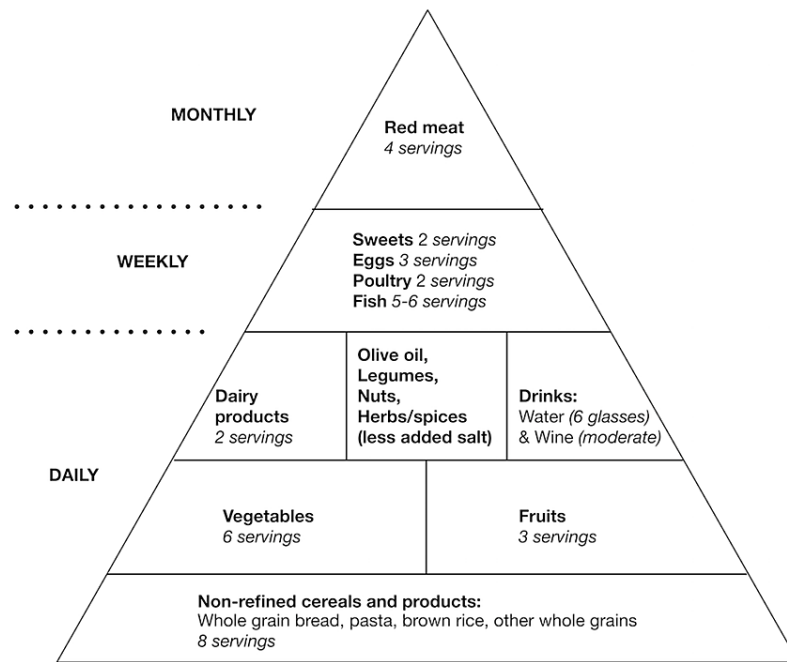 MONTHLY
Red meat
4 servings
WEEKLY
Sweets 2 servings
Eggs 3 servings
Poultry 2 servings
Fish 5-6 servings
DAILY
Dairy
products
2 servings
Olive oil,
Legumes,
Nuts,
Herbs/spices
(less added salt)
Drinks:
Water (6 glasses)
& Wine (moderate)
Vegetables
6 servings
Fruits
3 servings
Non-refined cereals and products:
Whole grain bread, pasta, brown rice, other whole grains
8 servings